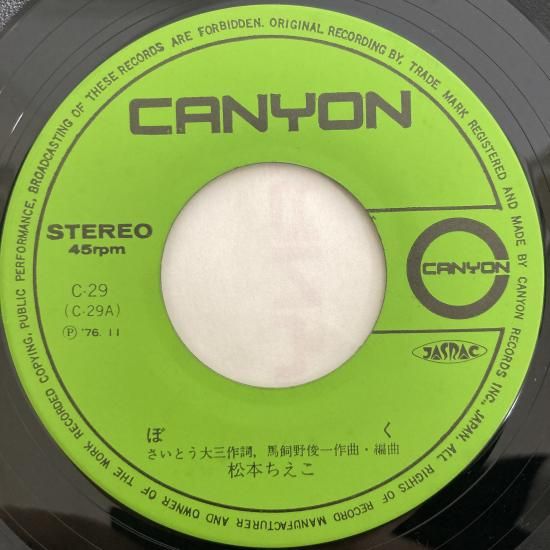 UNAUTHORIZED COPYING, PUBLIC PERFORMANCE, BROADCASTING OF THESE RECORDS ARE FORBIDDEN. ORIGINAL RECORDING BY, TRADE MARK REGISTERED AND MADE BY CANYON RECORDS INC., JAPAN. ALL RIGHTS OF RECORD MANUFACTURER AND OWNER OF THE WORK RECORDED
CANYON
STEREO
45rpm
CANYON
C-29
(C-29A)
Ⓟ '76. 11
JASRAC
ぼく
さいとう大三作詞, 馬飼野俊一作曲・編曲
松本ちえこ